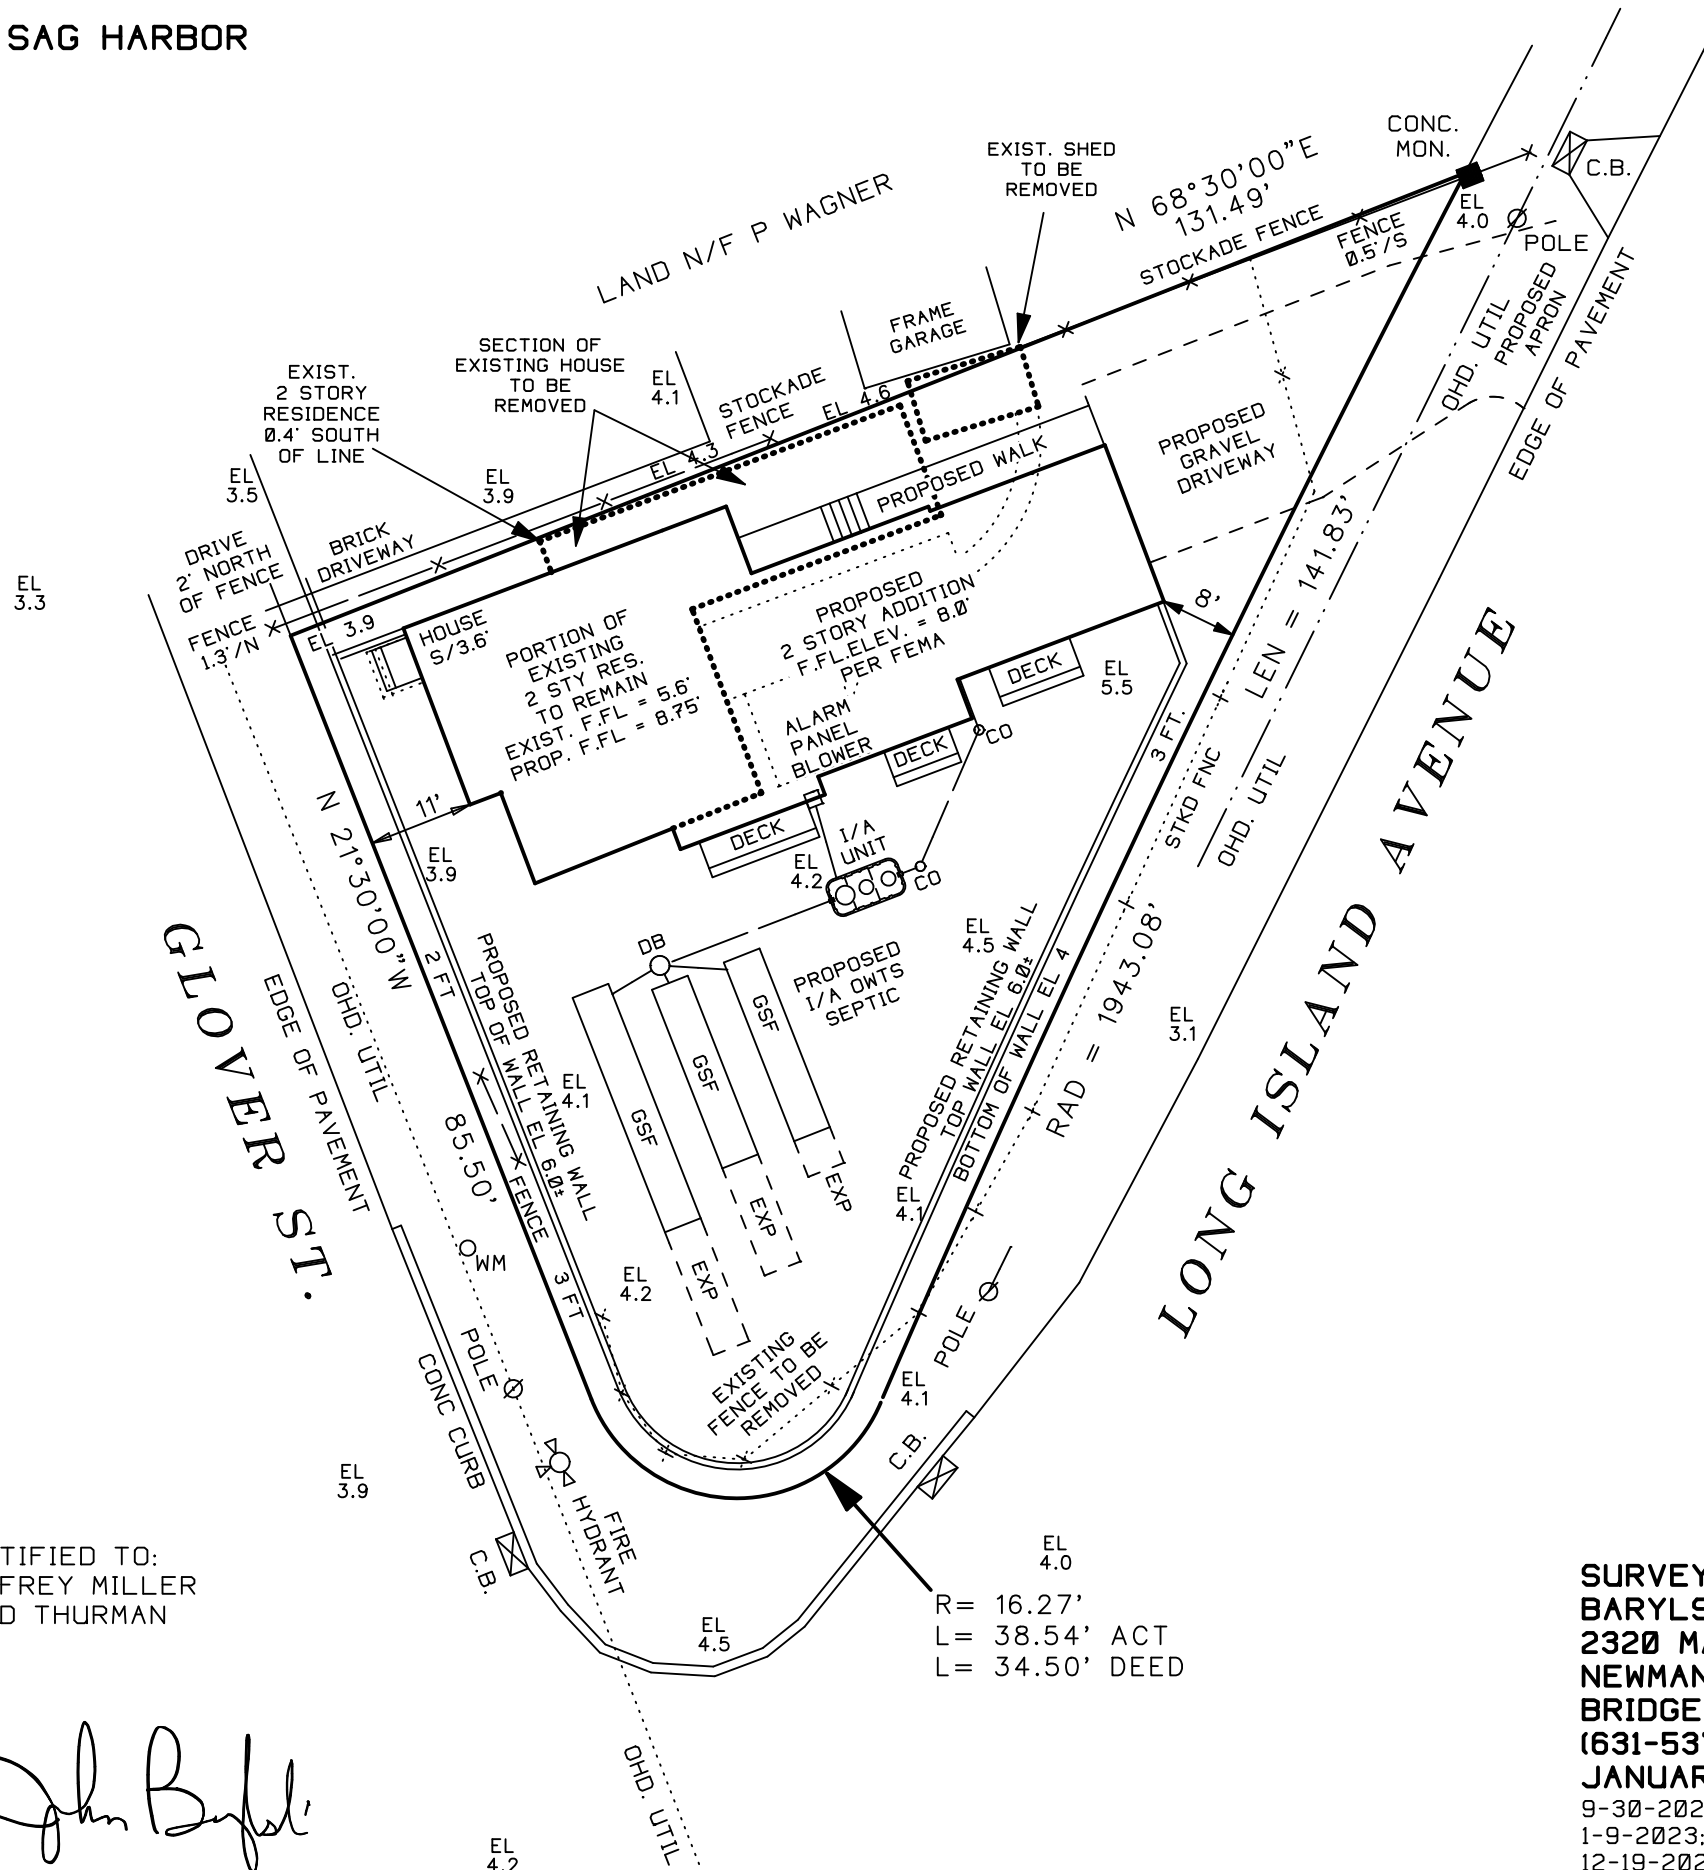 SAG HARBOR
CONC.
MON.
C.B.
EL
4.0
POLE
N 68°30'00"E
131.49'
STOCKADE FENCE
FENCE
0.5'/S
EXIST. SHED
TO BE
REMOVED
LAND N/F P WAGNER
FRAME
GARAGE
SECTION OF
EXISTING HOUSE
TO BE
REMOVED
EL
4.1
STOCKADE
FENCE
EL 4.6
EL 4.3
EXIST.
2 STORY
RESIDENCE
0.4' SOUTH
OF LINE
EL
3.9
EL
3.5
BRICK
DRIVEWAY
DRIVE
2' NORTH
OF FENCE
EL
3.3
FENCE
1.3'/N
EL 3.9
HOUSE
S/3.6'
PORTION OF
EXISTING
2 STY RES.
TO REMAIN
EXIST. F.FL = 5.6'
PROP. F.FL = 8.75'
PROPOSED WALK
PROPOSED
2 STORY ADDITION
F.FL.ELEV. = 8.0'
PER FEMA
PROPOSED
GRAVEL
DRIVEWAY
OHD. UTIL
PROPOSED
APRON
EDGE OF PAVEMENT
8'
LEN = 141.83'
DECK
EL
5.5
ALARM
PANEL
BLOWER
DECK
CO
3 FT.
STKD FNC
OHD. UTIL
LONG ISLAND AVENUE
11'
DECK
I/A
UNIT
EL
4.2
CO
EL
3.9
N 21°30'00"W
85.50'
GLOVER ST.
EDGE OF PAVEMENT
OHD. UTIL
2 FT
PROPOSED RETAINING WALL
TOP OF WALL EL 6.0±
FENCE
3 FT
DB
GSF
GSF
GSF
EXP
EXP
EXP
PROPOSED
I/A OWTS
SEPTIC
EL
4.5
PROPOSED RETAINING WALL
TOP WALL EL 6.0±
BOTTOM OF WALL EL 4
RAD = 1943.08'
EL
3.1
EL
4.1
EL
4.1
EL
4.2
WM
POLE
CONC CURB
EXISTING
FENCE TO BE
REMOVED
POLE
EL
4.1
C.B.
EL
3.9
C.B.
FIRE
HYDRANT
EL
4.5
EL
4.0
R= 16.27'
L= 38.54' ACT
L= 34.50' DEED
OHD. UTIL
EL
4.2
TIFIED TO:
FREY MILLER
D THURMAN
SURVEY
BARYLS
2320 MA
NEWMAN
BRIDGE
(631-53
JANUAR
9-30-202
1-9-2023;
12-19-202